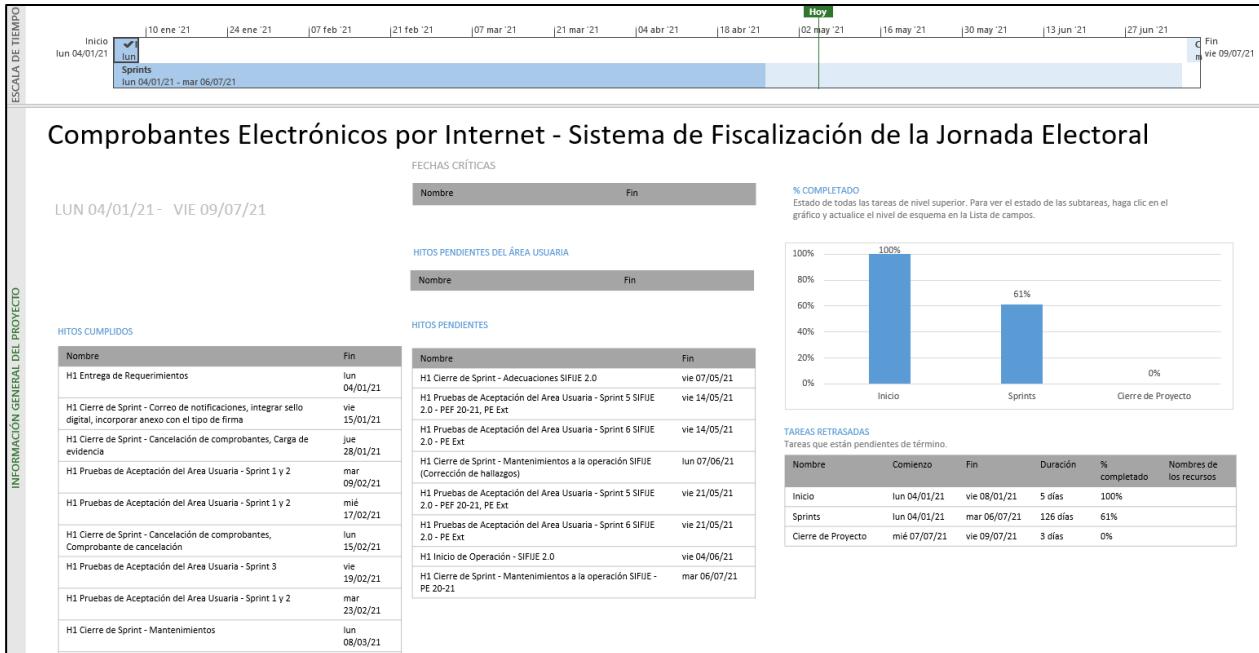 ESCALA DE TIEMPO
Hoy
10 ene '21
24 ene '21
07 feb '21
21 feb '21
07 mar '21
21 mar '21
04 abr '21
18 abr '21
02 may '21
16 may '21
30 may '21
13 jun '21
27 jun '21
Inicio
lun 04/01/21
lun
Sprints
lun 04/01/21 - mar 06/07/21
C
m
Fin
vie 09/07/21
INFORMACIÓN GENERAL DEL PROYECTO
Comprobantes Electrónicos por Internet - Sistema de Fiscalización de la Jornada Electoral
LUN 04/01/21 - VIE 09/07/21
HITOS CUMPLIDOS
Nombre Fin
H1 Entrega de Requerimientos lun
04/01/21
H1 Cierre de Sprint - Correo de notificaciones, integrar sello vie
digital, incorporar anexo con el tipo de firma 15/01/21
H1 Cierre de Sprint - Cancelación de comprobantes, Carga de jue
evidencia 28/01/21
H1 Pruebas de Aceptación del Area Usuaria - Sprint 1 y 2 mar
09/02/21
H1 Pruebas de Aceptación del Area Usuaria - Sprint 1 y 2 mié
17/02/21
H1 Cierre de Sprint - Cancelación de comprobantes, lun
Comprobante de cancelación 15/02/21
H1 Pruebas de Aceptación del Area Usuaria - Sprint 3 vie
19/02/21
H1 Pruebas de Aceptación del Area Usuaria - Sprint 1 y 2 mar
23/02/21
H1 Cierre de Sprint - Mantenimientos lun
08/03/21
FECHAS CRÍTICAS
Nombre Fin
HITOS PENDIENTES DEL ÁREA USUARIA
Nombre Fin
HITOS PENDIENTES
Nombre Fin
H1 Cierre de Sprint - Adecuaciones SIFIJE 2.0 vie 07/05/21
H1 Pruebas de Aceptación del Area Usuaria - Sprint 5 SIFIJE vie 14/05/21
2.0 - PEF 20-21, PE Ext
H1 Pruebas de Aceptación del Area Usuaria - Sprint 6 SIFIJE vie 14/05/21
2.0 - PE Ext
H1 Cierre de Sprint - Mantenimientos a la operación SIFIJE lun 07/06/21
(Corrección de hallazgos)
H1 Pruebas de Aceptación del Area Usuaria - Sprint 5 SIFIJE vie 21/05/21
2.0 - PEF 20-21, PE Ext
H1 Pruebas de Aceptación del Area Usuaria - Sprint 6 SIFIJE vie 21/05/21
2.0 - PE Ext
H1 Inicio de Operación - SIFIJE 2.0 vie 04/06/21
H1 Cierre de Sprint - Mantenimientos a la operación SIFIJE - mar 06/07/21
PE 20-21
% COMPLETADO
Estado de todas las tareas de nivel superior. Para ver el estado de las subtareas, haga clic en el
gráfico y actualice el nivel de esquema en la Lista de campos.
100%
80%
60%
40%
20%
0%
100%
61%
0%
Inicio
Sprints
Cierre de Proyecto
TAREAS RETRASADAS
Tareas que están pendientes de término.
Nombre Comienzo Fin Duración % Nombres de
completado los recursos
Inicio lun 04/01/21 vie 08/01/21 5 días 100%
Sprints lun 04/01/21 mar 06/07/21 126 días 61%
Cierre de Proyecto mié 07/07/21 vie 09/07/21 3 días 0%